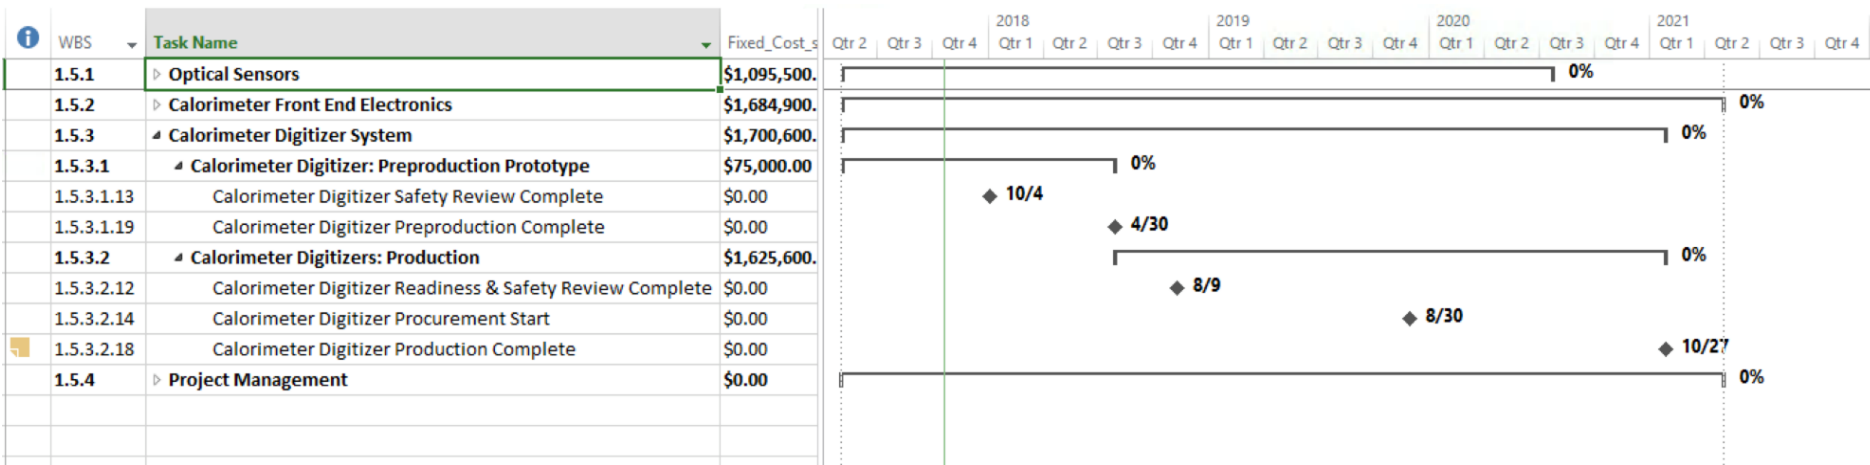 2018 2019 2020 2021
WBS Task Name Fixed_Cost_s Qtr 2 Qtr 3 Qtr 4 Qtr 1 Qtr 2 Qtr 3 Qtr 4 Qtr 1 Qtr 2 Qtr 3 Qtr 4 Qtr 1 Qtr 2 Qtr 3 Qtr 4 Qtr 1 Qtr 2 Qtr 3 Qtr 4
1.5.1 Optical Sensors $1,095,500. 0%
1.5.2 Calorimeter Front End Electronics $1,684,900. 0%
1.5.3 Calorimeter Digitizer System $1,700,600. 0%
1.5.3.1 Calorimeter Digitizer: Preproduction Prototype $75,000.00 0%
1.5.3.1.13 Calorimeter Digitizer Safety Review Complete $0.00 10/4
1.5.3.1.19 Calorimeter Digitizer Preproduction Complete $0.00 4/30
1.5.3.2 Calorimeter Digitizers: Production $1,625,600. 0%
1.5.3.2.12 Calorimeter Digitizer Readiness & Safety Review Complete $0.00 8/9
1.5.3.2.14 Calorimeter Digitizer Procurement Start $0.00 8/30
1.5.3.2.18 Calorimeter Digitizer Production Complete $0.00 10/27
1.5.4 Project Management $0.00 0%